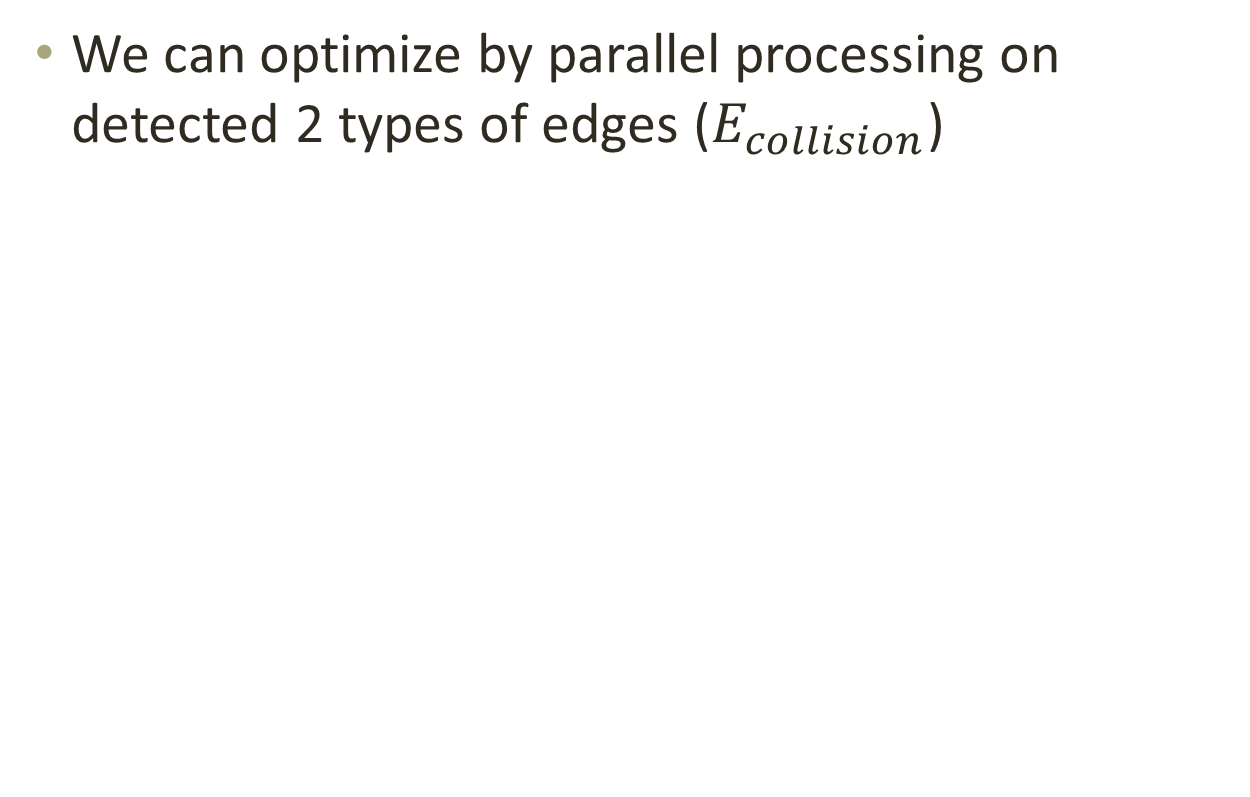 • We can optimize by parallel processing on
detected 2 types of edges (E_collision)